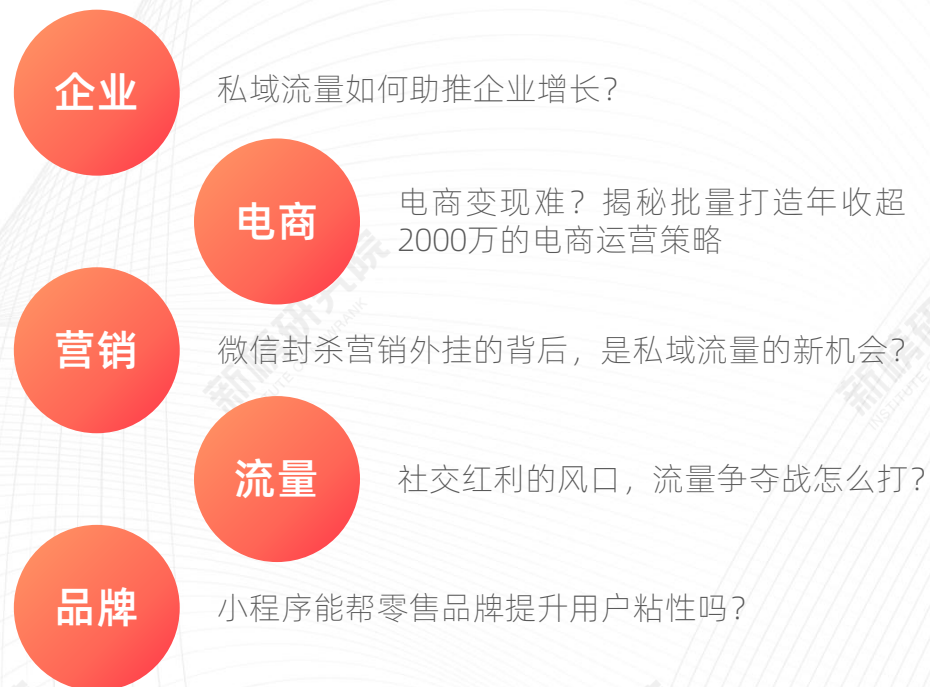 企业
私域流量如何助推企业增长？
电商
电商变现难？揭秘批量打造年收超
2000万的电商运营策略
营销
微信封杀营销外挂的背后，是私域流量的新机会？
流量
社交红利的风口，流量争夺战怎么打？
品牌
小程序能帮零售品牌提升用户粘性吗？